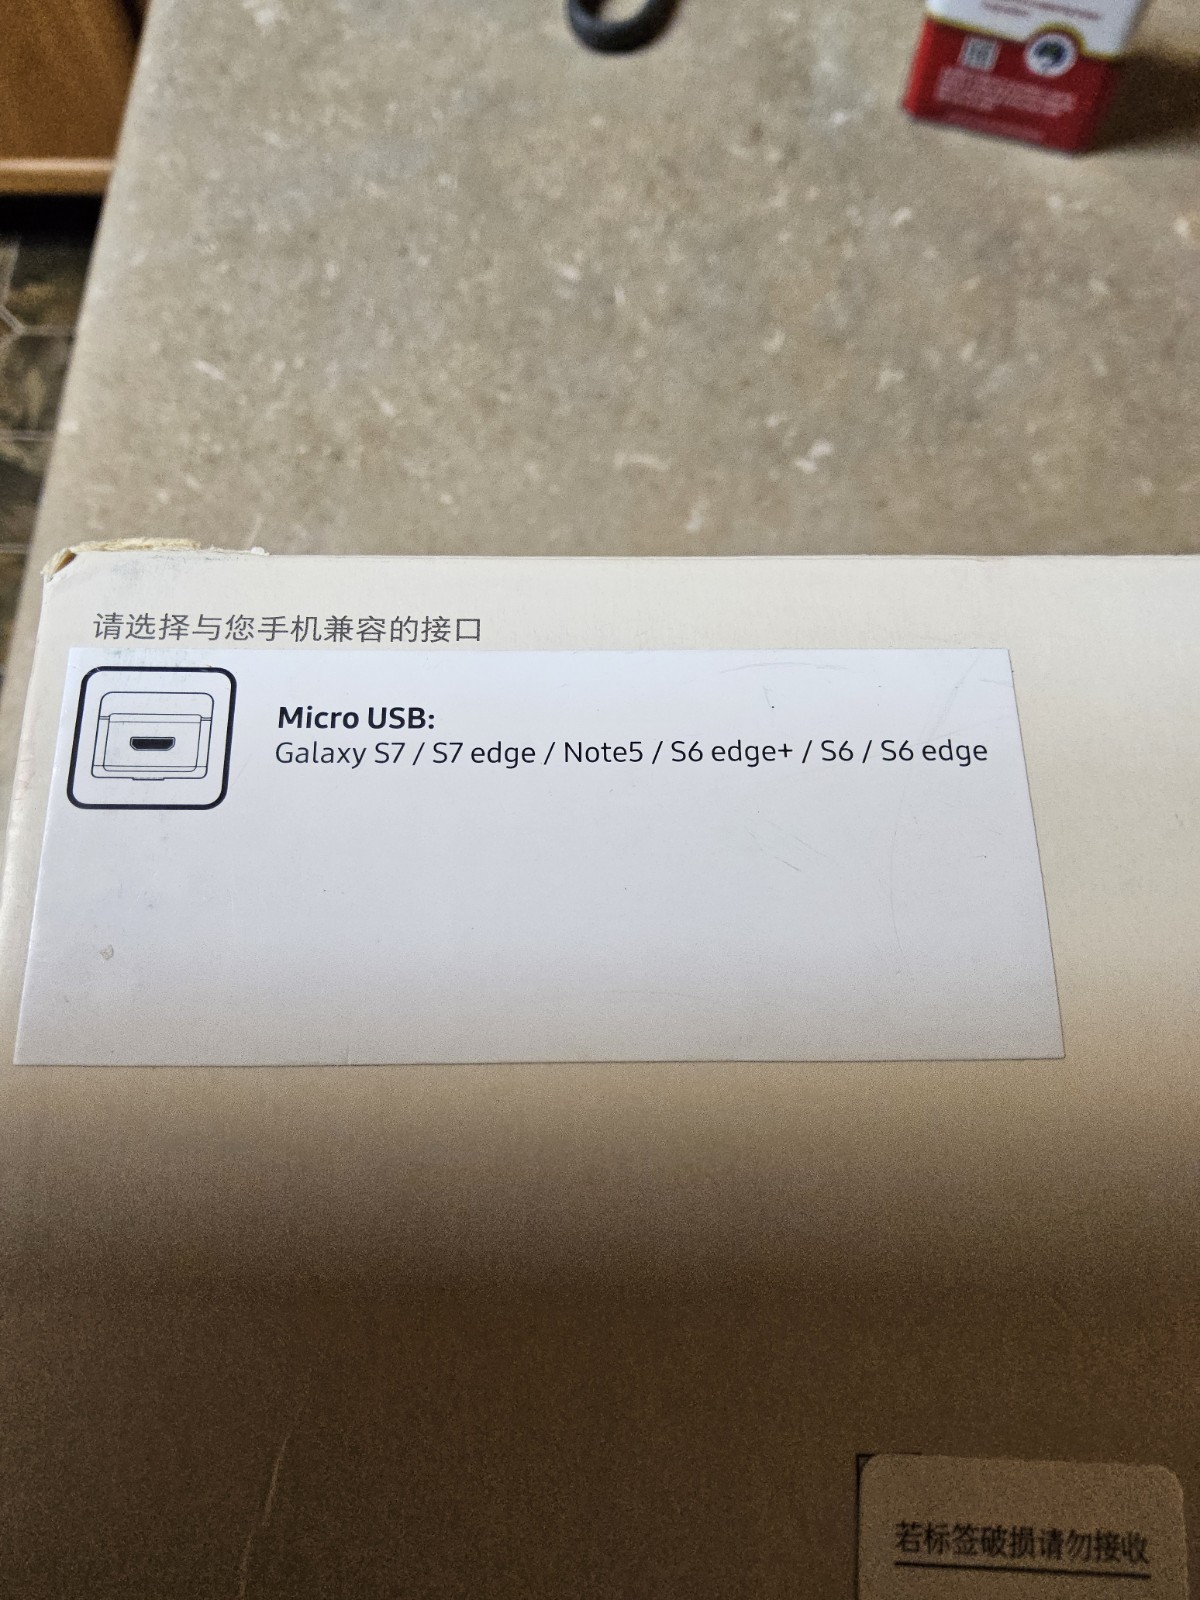 请选择与您手机兼容的接口
Micro USB:
Galaxy S7 / S7 edge / Note5 / S6 edge+ / S6 / S6 edge
若标签破损请勿接收